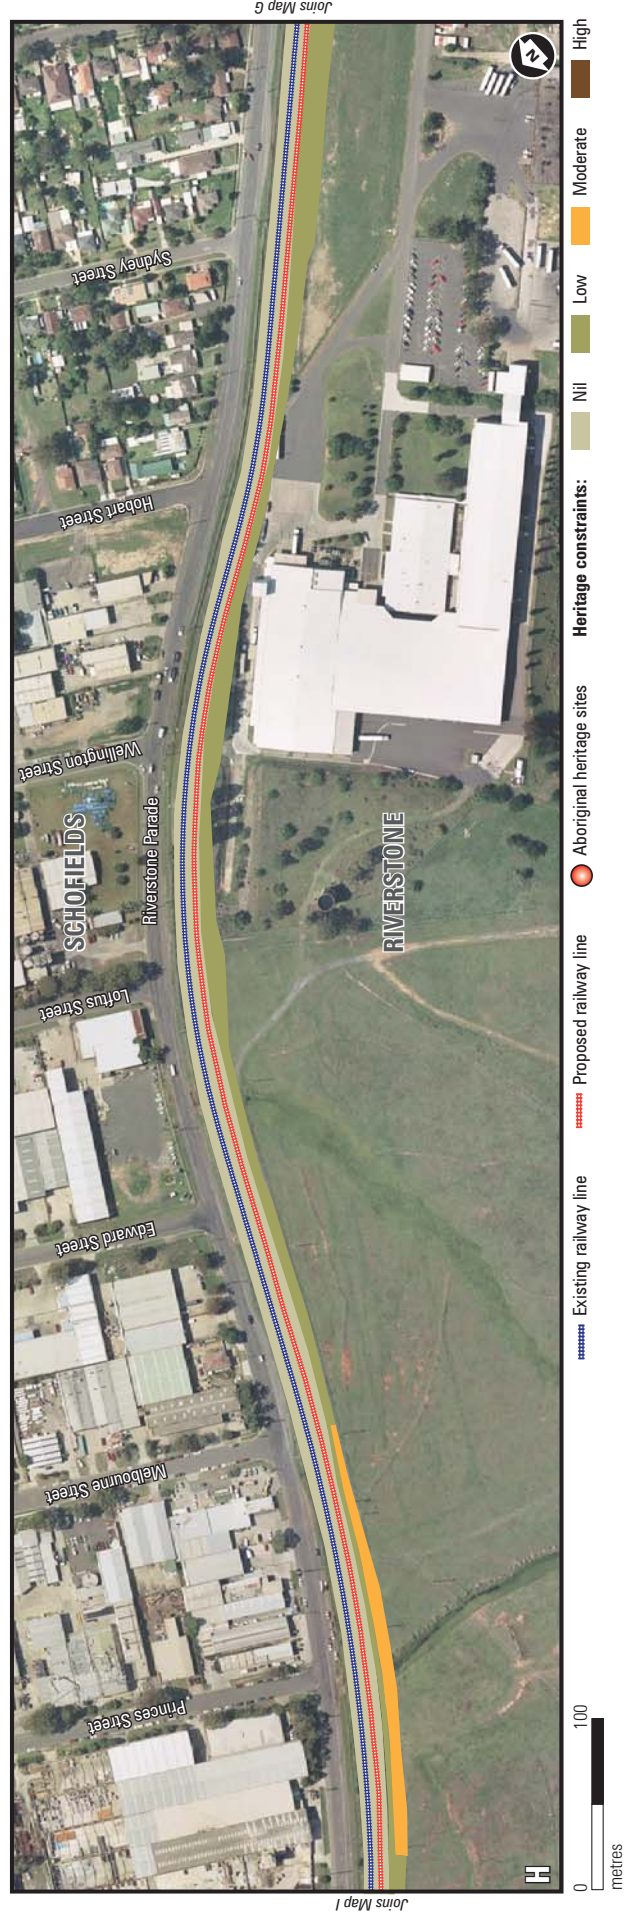 Joins Map G
N
Sydney Street
Hobart Street
Wellington Street
SCHOFIELDS
Riverstone Parade
RIVERSTONE
Loftus Street
Edward Street
Melbourne Street
Princes Street
H
Joins Map I
0 100
metres
Existing railway line
Proposed railway line
Aboriginal heritage sites
Heritage constraints:
Nil
Low
Moderate
High